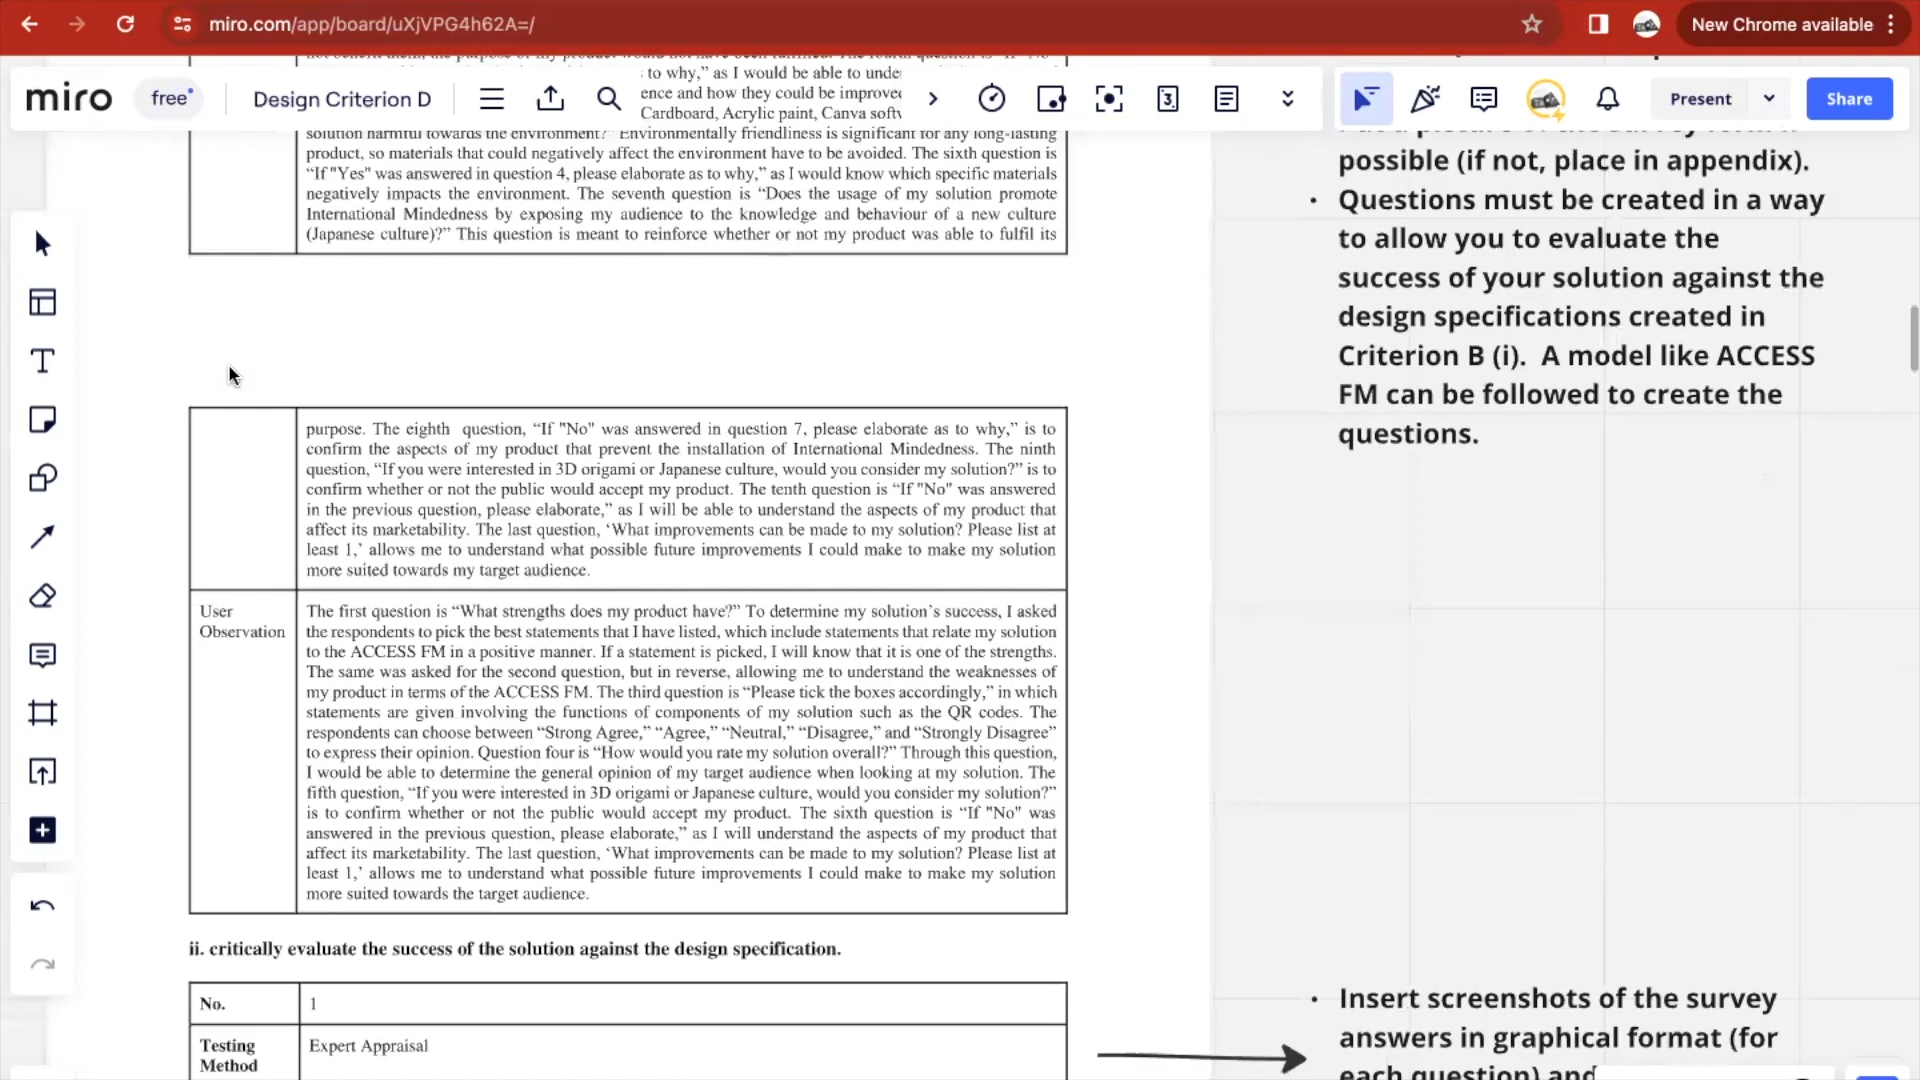 miro.com/app/board/uXjVPG4h62A=/
New Chrome available
miro
free
Design Criterion D
to why,” as I would be able to unde
ence and how they could be improve
Cardboard, Acrylic paint, Canva softv
3
Present
Share
solution harmful towards the environment?” Environmentally friendliness is significant for any long-lasting
product, so materials that could negatively affect the environment have to be avoided. The sixth question is
“If "Yes" was answered in question 4, please elaborate as to why,” as I would know which specific materials
negatively impacts the environment. The seventh question is “Does the usage of my solution promote
International Mindedness by exposing my audience to the knowledge and behaviour of a new culture
(Japanese culture)?” This question is meant to reinforce whether or not my product was able to fulfil its
purpose. The eighth question, “If "No" was answered in question 7, please elaborate as to why,” is to
confirm the aspects of my product that prevent the installation of International Mindedness. The ninth
question, “If you were interested in 3D origami or Japanese culture, would you consider my solution?” is to
confirm whether or not the public would accept my product. The tenth question is “If "No" was answered
in the previous question, please elaborate,” as I will be able to understand the aspects of my product that
affect its marketability. The last question, ‘What improvements can be made to my solution? Please list at
least 1,’ allows me to understand what possible future improvements I could make to make my solution
more suited towards my target audience.
User
Observation
The first question is “What strengths does my product have?” To determine my solution’s success, I asked
the respondents to pick the best statements that I have listed, which include statements that relate my solution
to the ACCESS FM in a positive manner. If a statement is picked, I will know that it is one of the strengths.
The same was asked for the second question, but in reverse, allowing me to understand the weaknesses of
my product in terms of the ACCESS FM. The third question is “Please tick the boxes accordingly,” in which
statements are given involving the functions of components of my solution such as the QR codes. The
respondents can choose between “Strong Agree,” “Agree,” “Neutral,” “Disagree,” and “Strongly Disagree”
to express their opinion. Question four is “How would you rate my solution overall?” Through this question,
I would be able to determine the general opinion of my target audience when looking at my solution. The
fifth question, “If you were interested in 3D origami or Japanese culture, would you consider my solution?”
is to confirm whether or not the public would accept my product. The sixth question is “If "No" was
answered in the previous question, please elaborate,” as I will understand the aspects of my product that
affect its marketability. The last question, ‘What improvements can be made to my solution? Please list at
least 1,’ allows me to understand what possible future improvements I could make to make my solution
more suited towards the target audience.
ii. critically evaluate the success of the solution against the design specification.
No.
1
Testing
Method
Expert Appraisal
possible (if not, place in appendix).
• Questions must be created in a way
to allow you to evaluate the
success of your solution against the
design specifications created in
Criterion B (i). A model like ACCESS
FM can be followed to create the
questions.
• Insert screenshots of the survey
answers in graphical format (for
each question) and